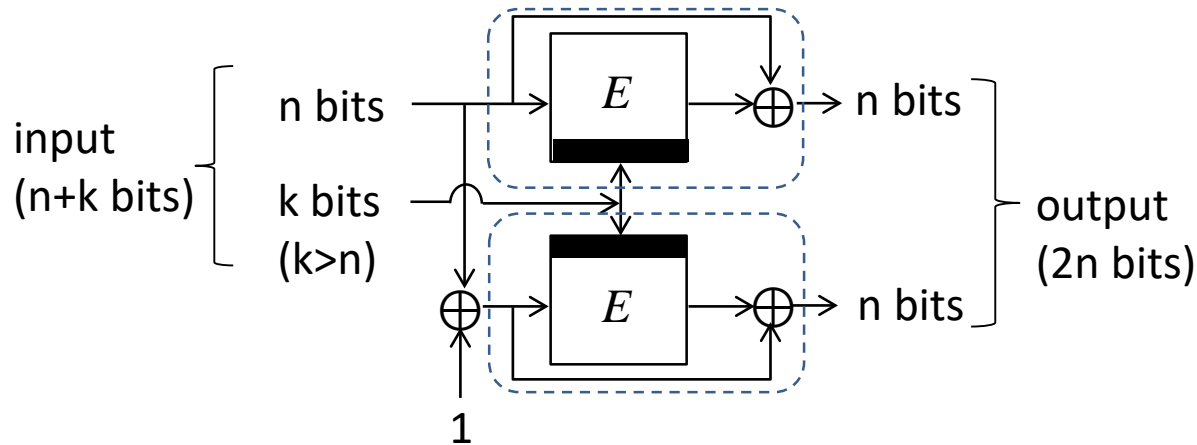 input
(n+k bits)
n bits
k bits
(k>n)
E
E
1
n bits
n bits
output
(2n bits)